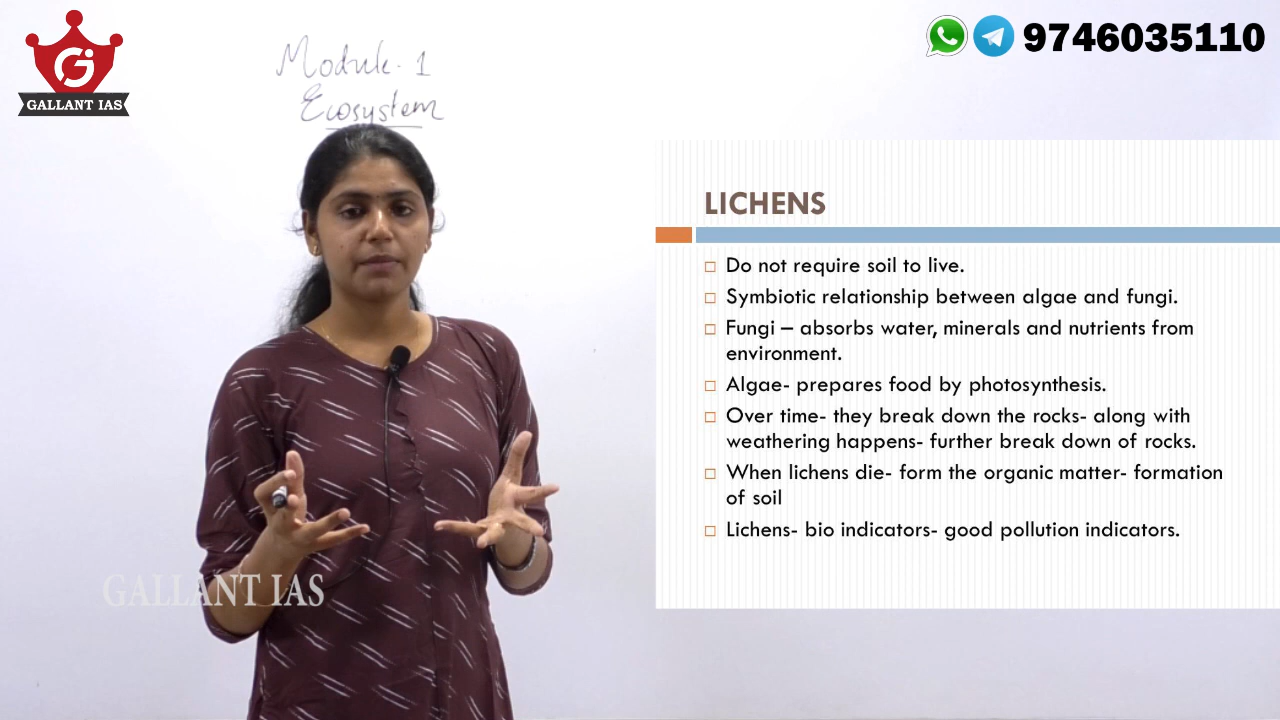 GALLANT IAS
9746035110
Module - 1
Ecosystem
LICHENS
Do not require soil to live.
Symbiotic relationship between algae and fungi.
Fungi – absorbs water, minerals and nutrients from
environment.
Algae- prepares food by photosynthesis.
Over time- they break down the rocks- along with
weathering happens- further break down of rocks.
When lichens die- form the organic matter- formation
of soil
Lichens- bio indicators- good pollution indicators.
GALLANT IAS